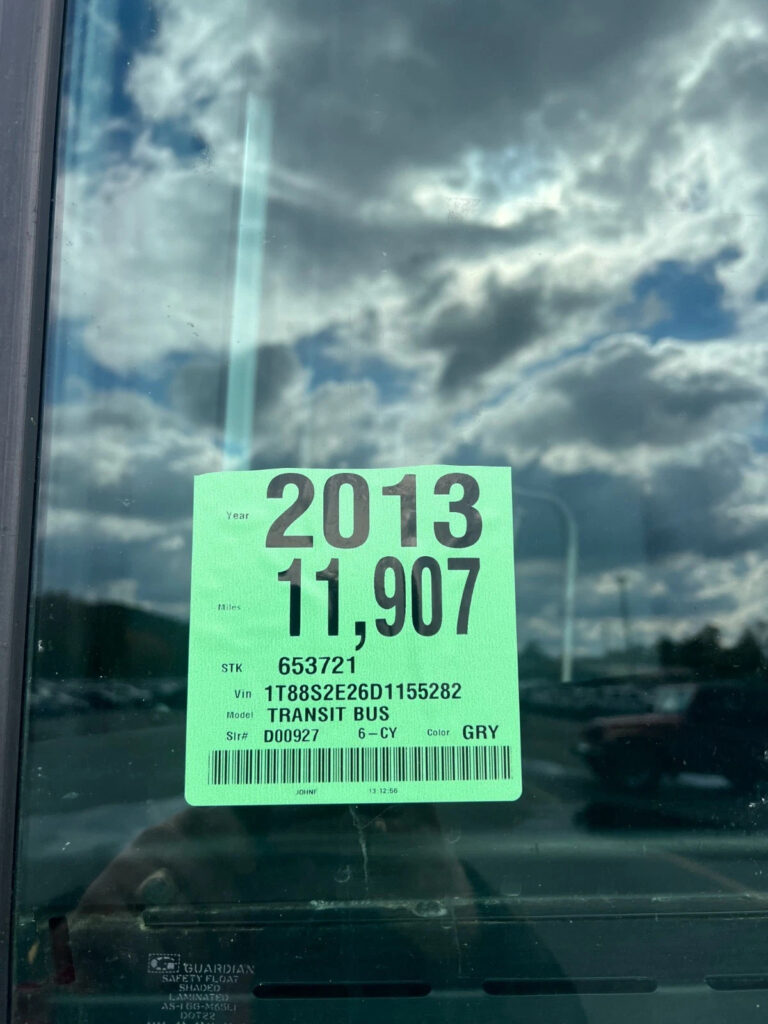 Year 2013
Miles 11,907
STK 653721
Vin 1T88S2E26D1155282
Model TRANSIT BUS
Slr# D00927 6-CY Color GRY
JOHNF 13:12:56
G GUARDIAN
SAFETY FLOAT
SHADED
LAMINATED
DOT22